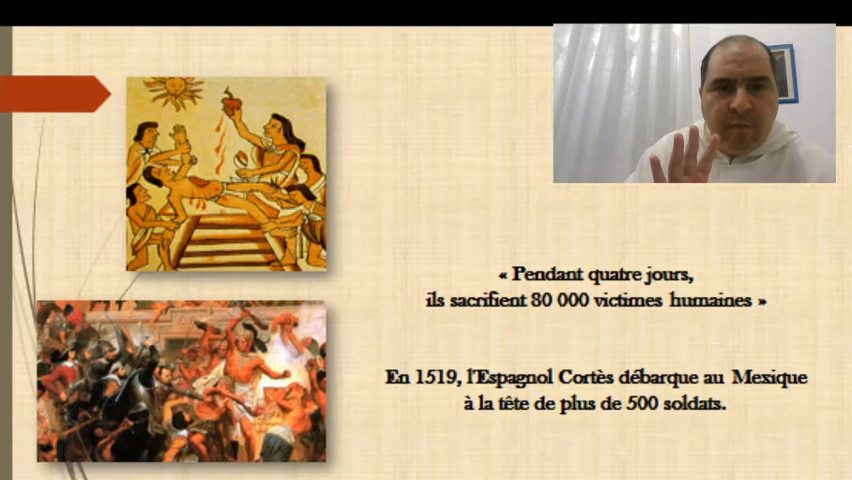 « Pendant quatre jours,
ils sacrifient 80 000 victimes humaines »
En 1519, l'Espagnol Cortès débarque au Mexique
à la tête de plus de 500 soldats.